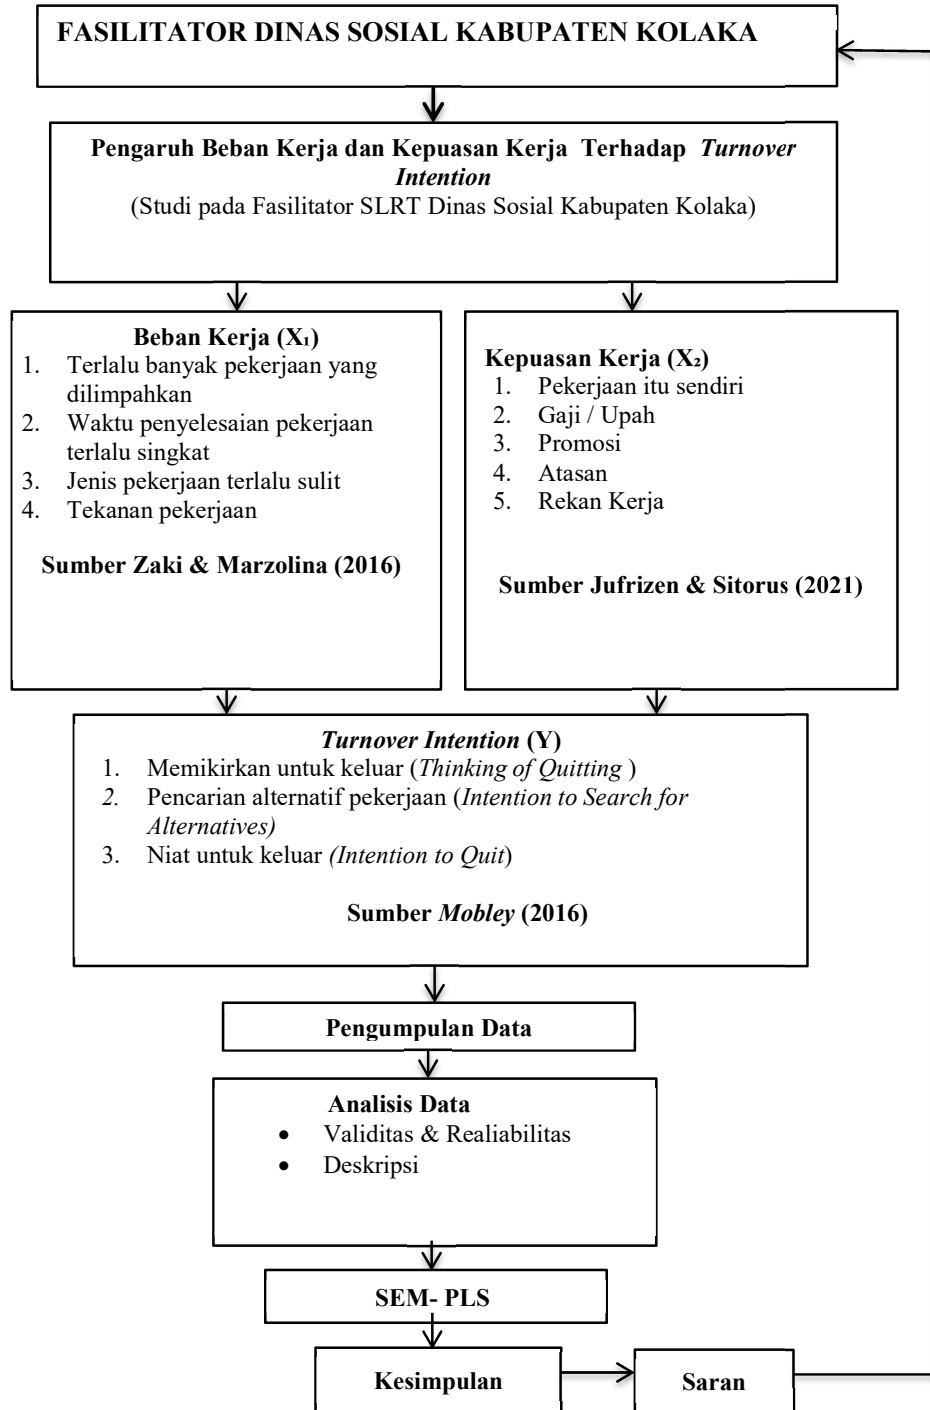 FASILITATOR DINAS SOSIAL KABUPATEN KOLAKA
Pengaruh Beban Kerja dan Kepuasan Kerja Terhadap Turnover
Intention
(Studi pada Fasilitator SLRT Dinas Sosial Kabupaten Kolaka)
Beban Kerja (X₁)
1. Terlalu banyak pekerjaan yang
dilimpahkan
2. Waktu penyelesaian pekerjaan
terlalu singkat
3. Jenis pekerjaan terlalu sulit
4. Tekanan pekerjaan
Sumber Zaki & Marzolina (2016)
Kepuasan Kerja (X₂)
1. Pekerjaan itu sendiri
2. Gaji / Upah
3. Promosi
4. Atasan
5. Rekan Kerja
Sumber Jufrizen & Sitorus (2021)
Turnover Intention (Y)
1. Memikirkan untuk keluar (Thinking of Quitting )
2. Pencarian alternatif pekerjaan (Intention to Search for
Alternatives)
3. Niat untuk keluar (Intention to Quit)
Sumber Mobley (2016)
Pengumpulan Data
Analisis Data
• Validitas & Realiabilitas
• Deskripsi
SEM- PLS
Kesimpulan
Saran